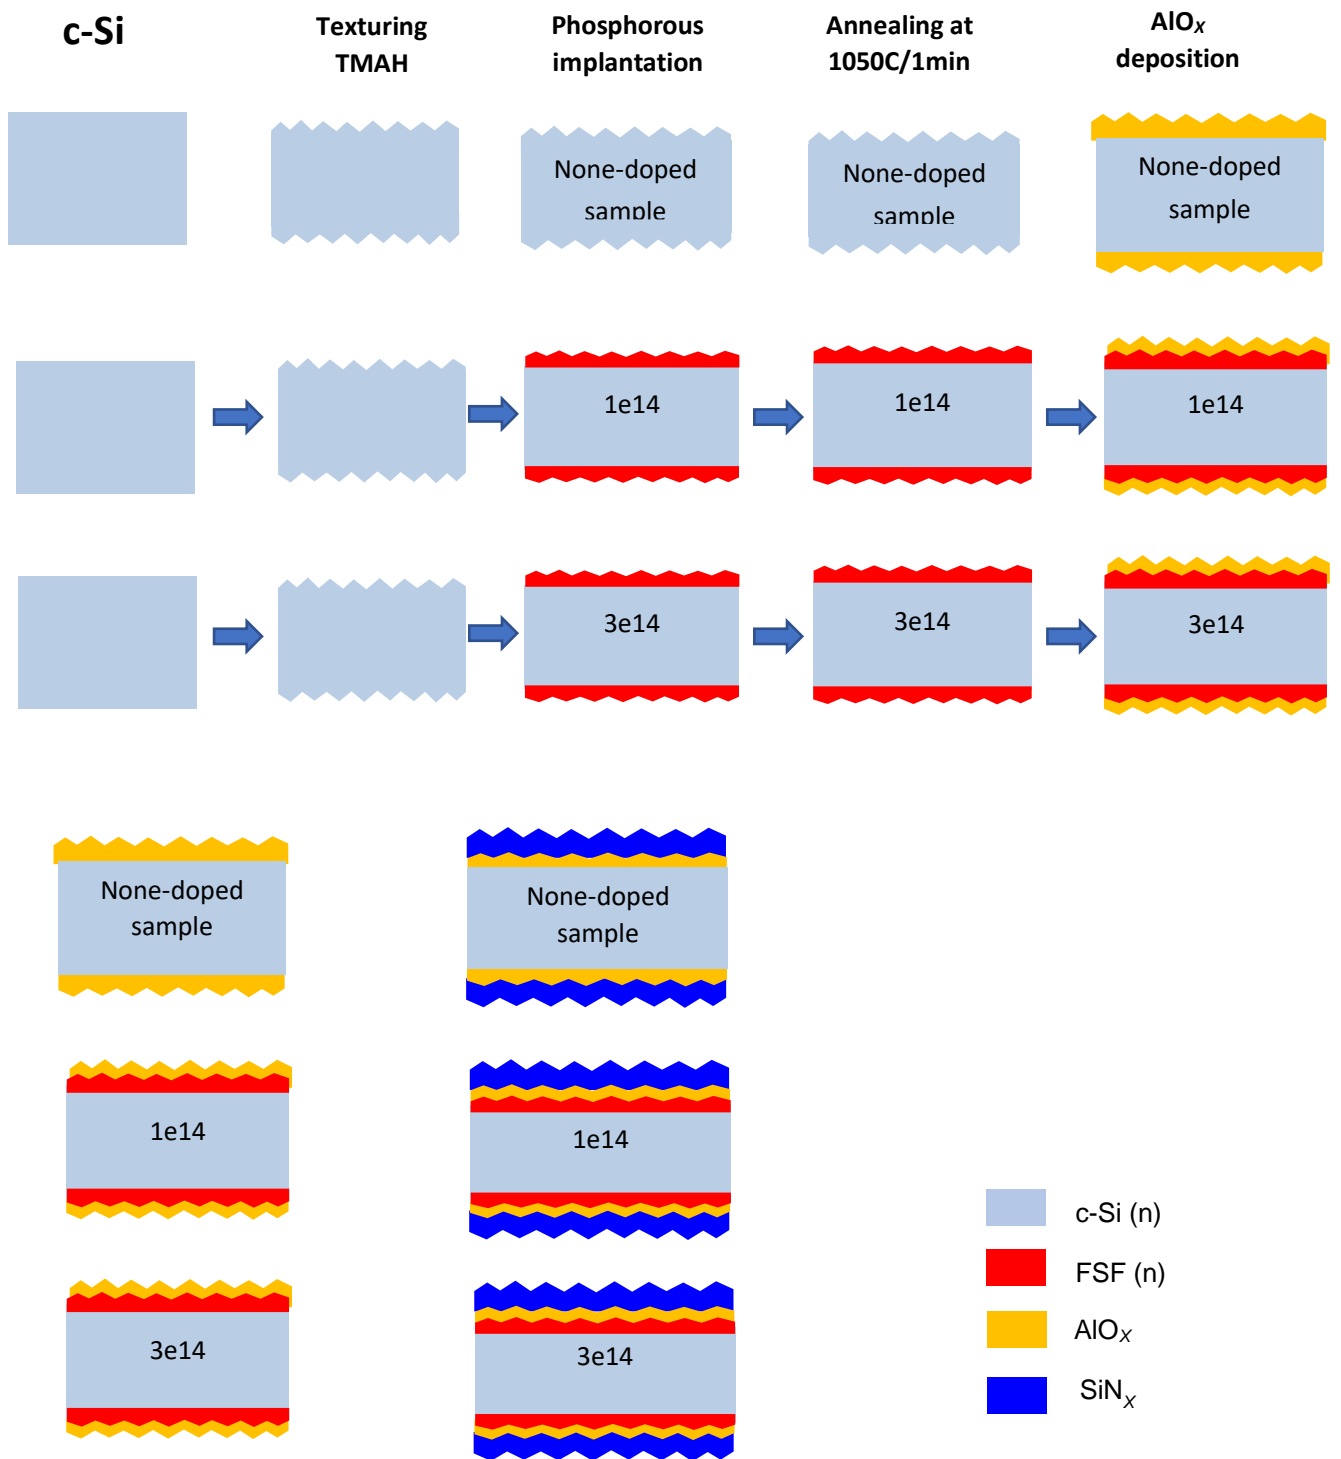 c-Si
Texturing
TMAH
Phosphorous
implantation
Annealing at
1050C/1min
AlOX
deposition
None-doped
sample
None-doped
sample
None-doped
sample
1e14
1e14
1e14
3e14
3e14
3e14
None-doped
sample
None-doped
sample
1e14
1e14
3e14
3e14
c-Si (n)
FSF (n)
AlOX
SiNX